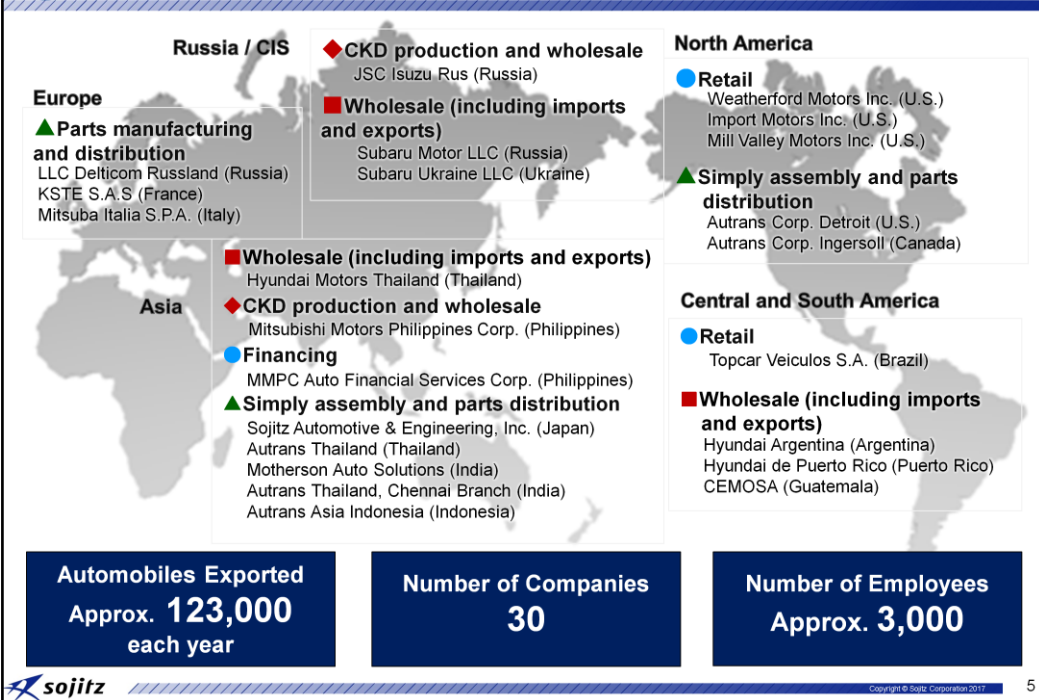 Russia / CIS
CKD production and wholesale
JSC Isuzu Rus (Russia)
Wholesale (including imports
and exports)
Subaru Motor LLC (Russia)
Subaru Ukraine LLC (Ukraine)
North America
Retail
Weatherford Motors Inc. (U.S.)
Import Motors Inc. (U.S.)
Mill Valley Motors Inc. (U.S.)
Simply assembly and parts
distribution
Autrans Corp. Detroit (U.S.)
Autrans Corp. Ingersoll (Canada)
Europe
Parts manufacturing
and distribution
LLC Delticom Russland (Russia)
KSTE S.A.S (France)
Mitsuba Italia S.P.A. (Italy)
Asia
Wholesale (including imports and exports)
Hyundai Motors Thailand (Thailand)
CKD production and wholesale
Mitsubishi Motors Philippines Corp. (Philippines)
Financing
MMPC Auto Financial Services Corp. (Philippines)
Simply assembly and parts distribution
Sojitz Automotive & Engineering, Inc. (Japan)
Autrans Thailand (Thailand)
Motherson Auto Solutions (India)
Autrans Thailand, Chennai Branch (India)
Autrans Asia Indonesia (Indonesia)
Central and South America
Retail
Topcar Veiculos S.A. (Brazil)
Wholesale (including imports
and exports)
Hyundai Argentina (Argentina)
Hyundai de Puerto Rico (Puerto Rico)
CEMOSA (Guatemala)
Automobiles Exported
Approx. 123,000
each year
Number of Companies
30
Number of Employees
Approx. 3,000
sojitz
Copyright © Sojitz Corporation 2017
5